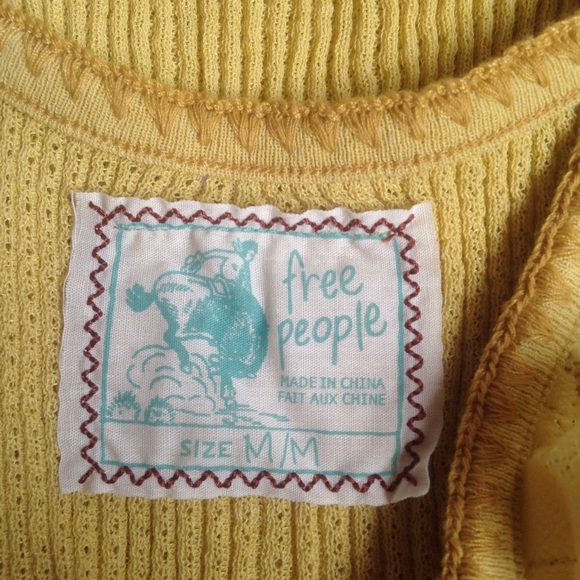 free
people
MADE IN CHINA
FAIT AUX CHINE
SIZE M/M